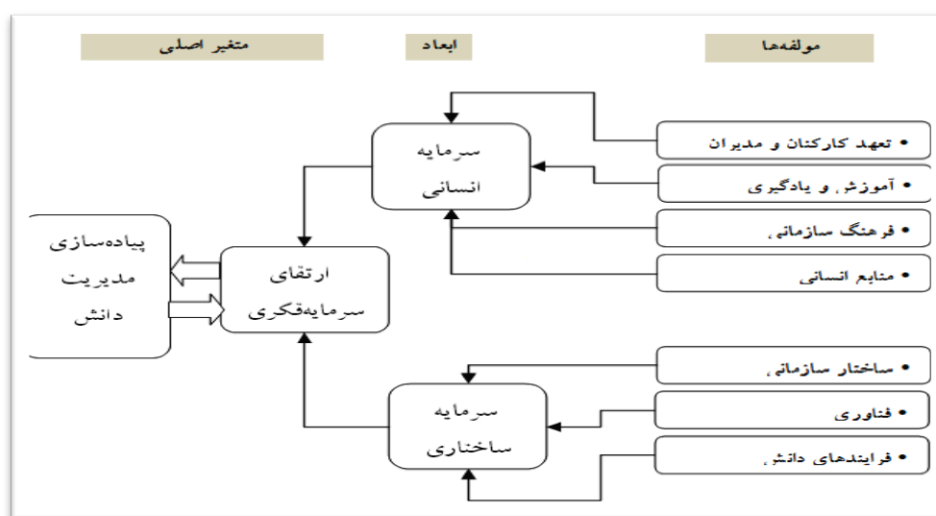 مولفه‌ها
ابعاد
متغیر اصلی
• تعهد کارکنان و مدیران
• آموزش و یادگیری
• فرهنگ سازمانی
• منابع انسانی
• ساختار سازمانی
• فناوری
• فرایندهای دانش
سرمایه
انسانی
سرمایه
ساختاری
ارتقای
سرمایه‌فکری
پیاده‌سازی
مدیریت
دانش